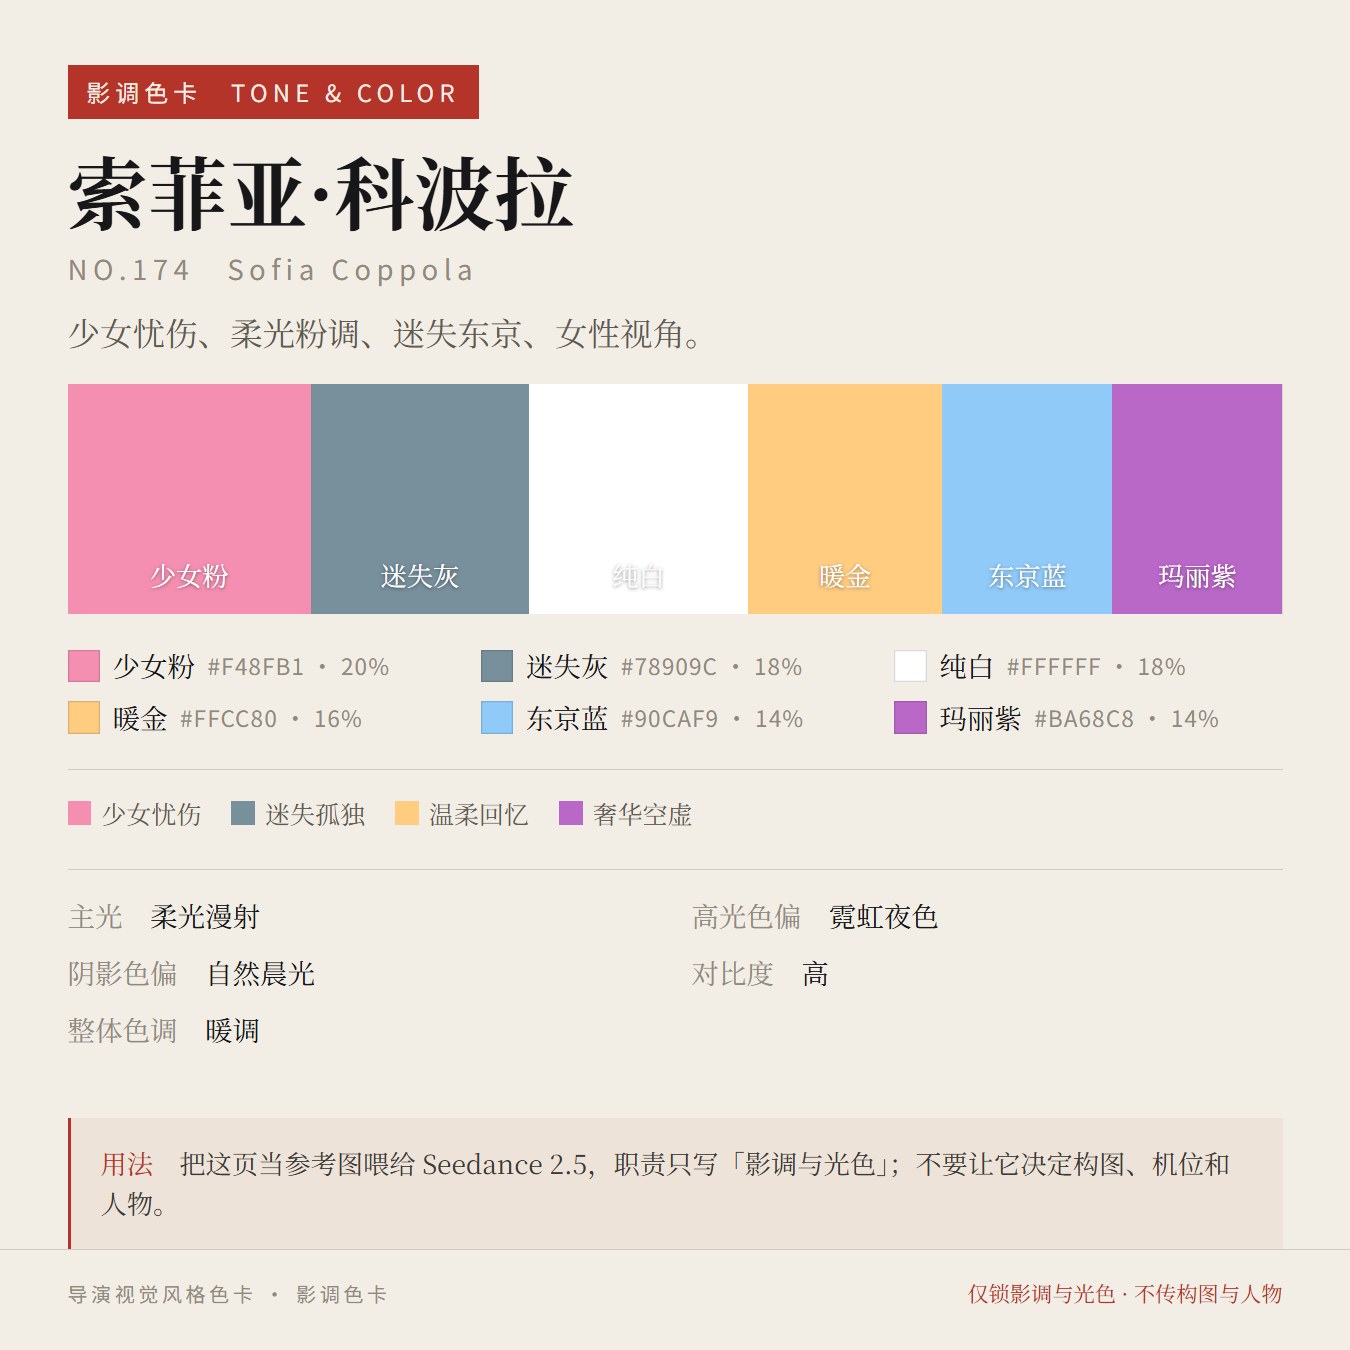 影调色卡 TONE & COLOR
索菲亚·科波拉
NO.174 Sofia Coppola
少女忧伤、柔光粉调、迷失东京、女性视角。
少女粉 迷失灰 纯白 暖金 东京蓝 玛丽紫
少女粉 #F48FB1 · 20% 迷失灰 #78909C · 18% 纯白 #FFFFFF · 18%
暖金 #FFCC80 · 16% 东京蓝 #90CAF9 · 14% 玛丽紫 #BA68C8 · 14%
少女忧伤 迷失孤独 温柔回忆 奢华空虚
主光 柔光漫射 高光色偏 霓虹夜色
阴影色偏 自然晨光 对比度 高
整体色调 暖调
用法 把这页当参考图喂给 Seedance 2.5，职责只写「影调与光色」；不要让它决定构图、机位和
人物。
导演视觉风格色卡 · 影调色卡 仅锁影调与光色 · 不传构图与人物